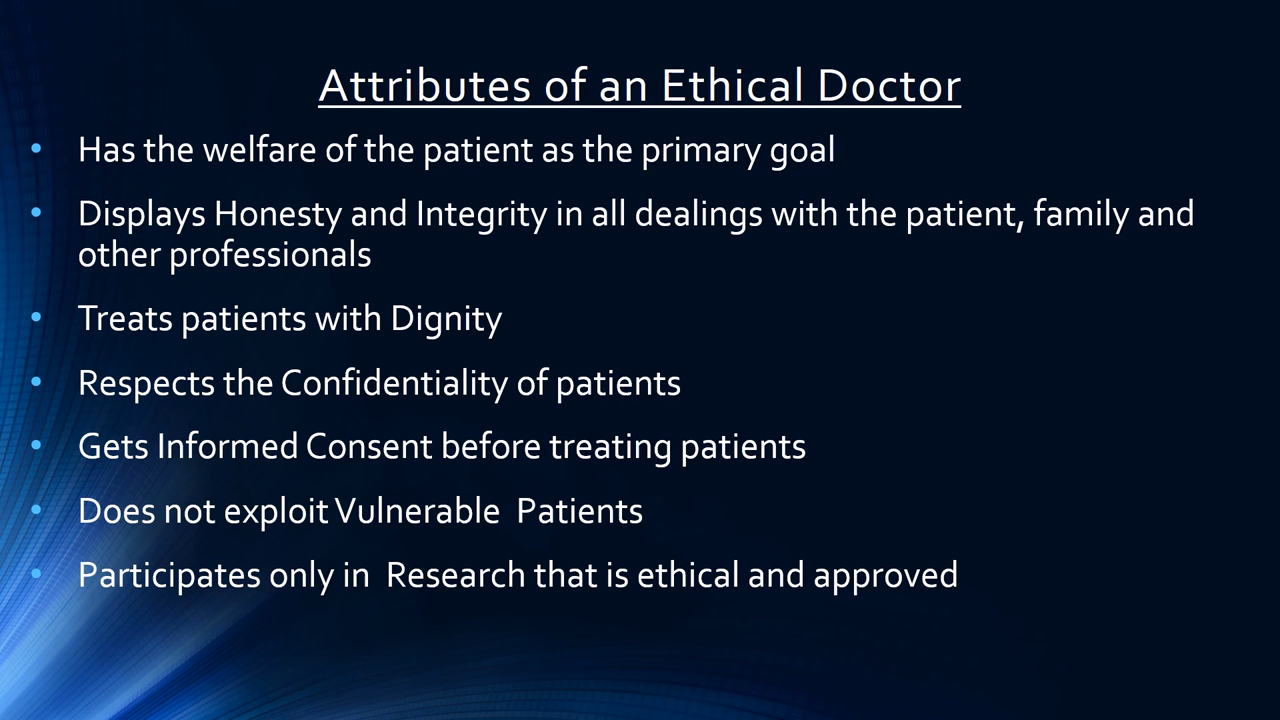 Attributes of an Ethical Doctor
• Has the welfare of the patient as the primary goal
• Displays Honesty and Integrity in all dealings with the patient, family and
other professionals
• Treats patients with Dignity
• Respects the Confidentiality of patients
• Gets Informed Consent before treating patients
• Does not exploit Vulnerable  Patients
• Participates only in  Research that is ethical and approved